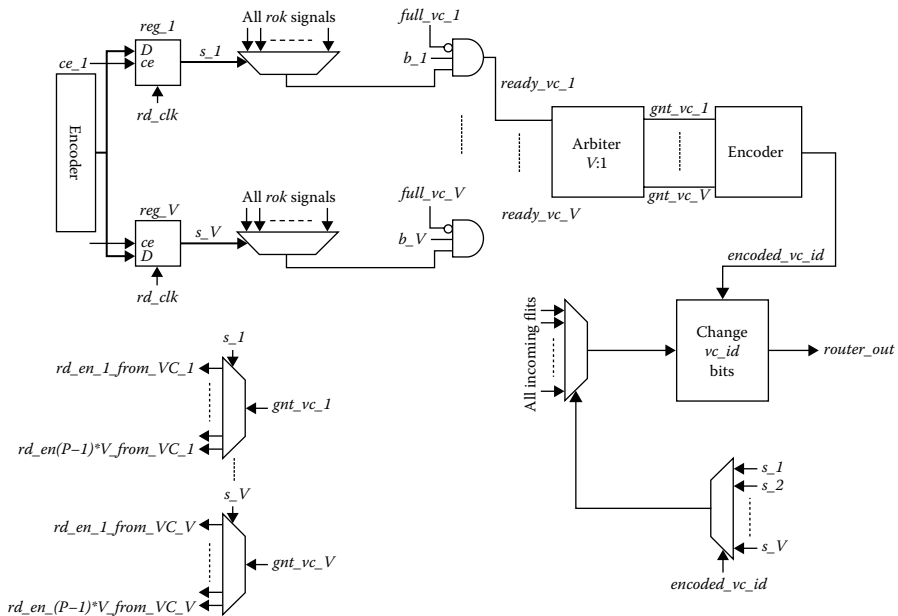 All rok signals
full_vc_1
reg_1
D
ce
ce_1
s_1
b_1
rd_clk
ready_vc_1
gnt_vc_1
Encoder
Arbiter
V:1
Encoder
All rok signals
full_vc_V
gnt_vc_V
reg_V
s_V
ready_vc_V
ce
D
b_V
rd_clk
encoded_vc_id
All incoming flits
Change
vc_id
bits
router_out
s_1
rd_en_1_from_VC_1
gnt_vc_1
rd_en(P−1)*V_from_VC_1
s_1
s_2
s_V
s_V
rd_en_1_from_VC_V
gnt_vc_V
encoded_vc_id
rd_en_(P−1)*V_from_VC_V